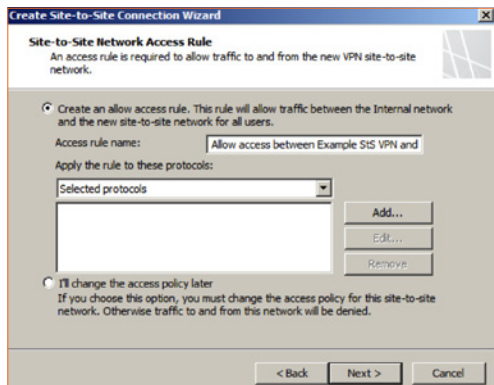 Create Site-to-Site Connection Wizard
Site-to-Site Network Access Rule
An access rule is required to allow traffic to and from the new VPN site-to-site
network.
Create an allow access rule. This rule will allow traffic between the Internal network
and the new site-to-site network for all users.
Access rule name:
Allow access between Example StS VPN and
Apply the rule to these protocols:
Selected protocols
Add...
Edit...
Remove
I'll change the access policy later
If you choose this option, you must change the access policy for this site-to-site
network. Otherwise traffic to and from this network will be denied.
< Back
Next >
Cancel